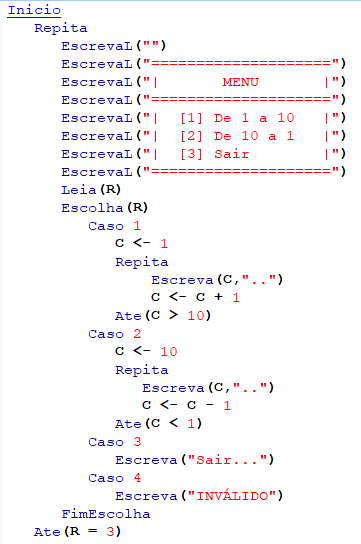 Inicio
Repita
EscrevaL("")
EscrevaL("=====================")
EscrevaL("|       MENU       |")
EscrevaL("=====================")
EscrevaL("|  [1] De 1 a 10   |")
EscrevaL("|  [2] De 10 a 1   |")
EscrevaL("|  [3] Sair        |")
EscrevaL("=====================")
Leia(R)
Escolha(R)
Caso 1
C <- 1
Repita
Escreva(C,"..")
C <- C + 1
Ate(C > 10)
Caso 2
C <- 10
Repita
Escreva(C,"..")
C <- C - 1
Ate(C < 1)
Caso 3
Escreva("Sair...")
Caso 4
Escreva("INVÁLIDO")
FimEscolha
Ate(R = 3)